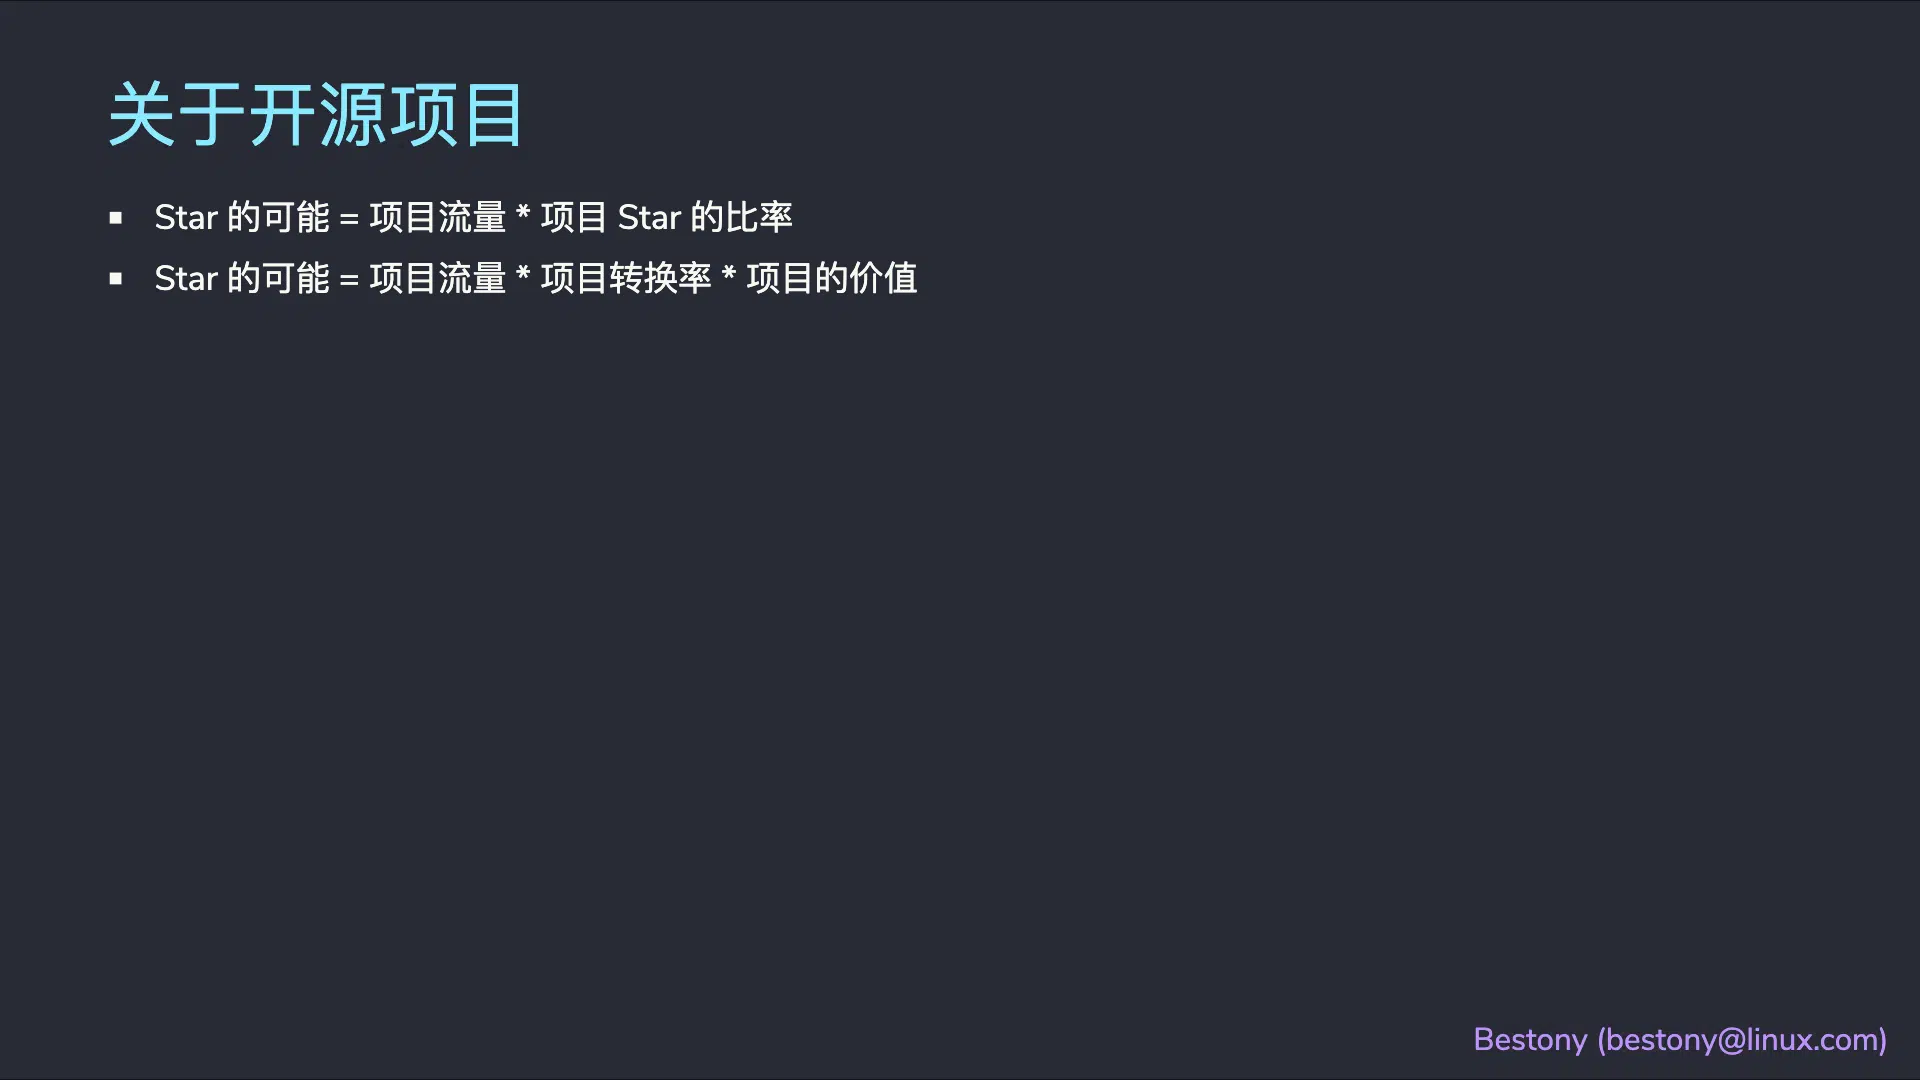 关于开源项目
▪ Star 的可能 = 项目流量 * 项目 Star 的比率
▪ Star 的可能 = 项目流量 * 项目转换率 * 项目的价值
Bestony (bestony@linux.com)